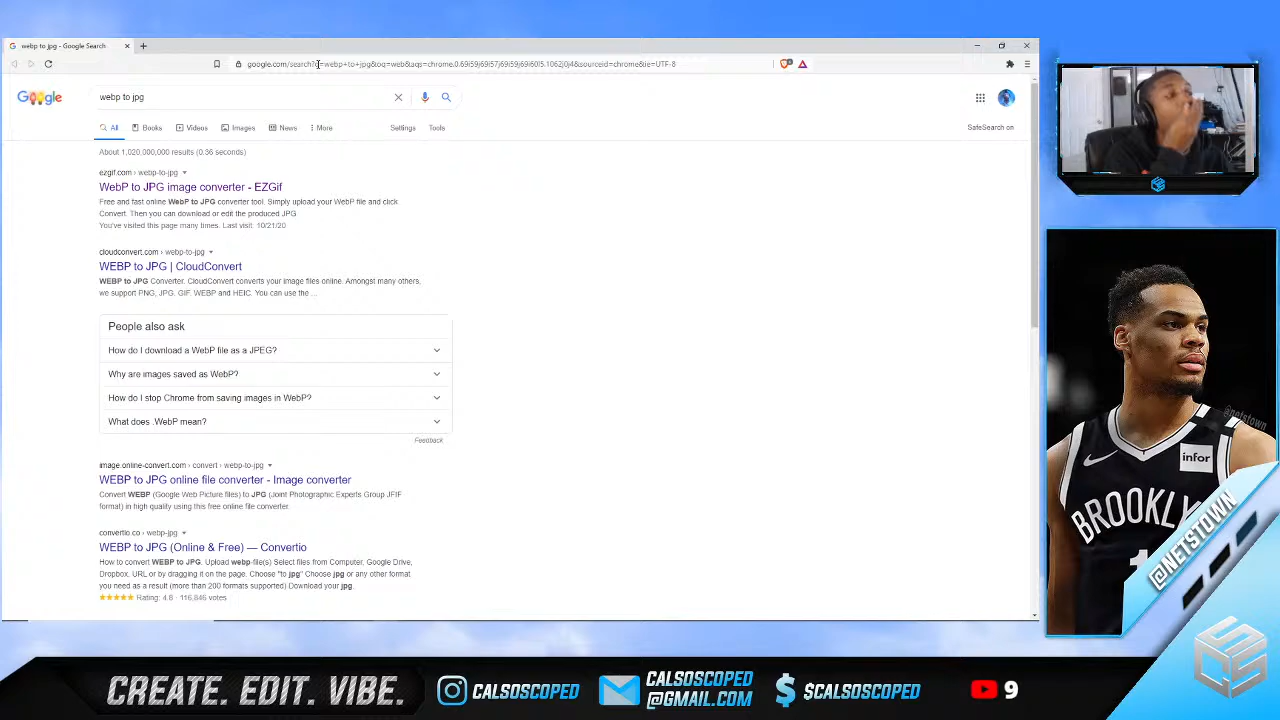 webp to jpg - Google Search
google.com/search?q=webp+to+jpg&oq=web&aqs=chrome.0.69i59j69i57j69i59j69i60l5.1062j0j4&sourceid=chrome&ie=UTF-8
Google
webp to jpg
All
Books
Videos
Images
News
More
Settings
Tools
SafeSearch on
About 1,020,000,000 results (0.36 seconds)
ezgif.com › webp-to-jpg
WebP to JPG image converter - EZGif
Free and fast online WebP to JPG converter tool. Simply upload your WebP file and click
Convert. Then you can download or edit the produced JPG
You've visited this page many times. Last visit: 10/21/20
cloudconvert.com › webp-to-jpg
WEBP to JPG | CloudConvert
WEBP to JPG Converter. CloudConvert converts your image files online. Amongst many others,
we support PNG, JPG, GIF, WEBP and HEIC. You can use the ...
People also ask
How do I download a WebP file as a JPEG?
Why are images saved as WebP?
How do I stop Chrome from saving images in WebP?
What does .WebP mean?
Feedback
image.online-convert.com › convert › webp-to-jpg
WEBP to JPG online file converter - Image converter
Convert WEBP (Google Web Picture files) to JPG (Joint Photographic Experts Group JFIF
format) in high quality using this free online file converter.
convertio.co › webp-jpg
WEBP to JPG (Online & Free) — Convertio
How to convert WEBP to JPG. Upload webp-file(s) Select files from Computer, Google Drive,
Dropbox, URL or by dragging it on the page. Choose "to jpg" Choose jpg or any other format
you need as a result (more than 200 formats supported) Download your jpg.
Rating: 4.8 · 116,846 votes
@netstown
infor
BROOKLYN
1
@NETSTOWN
CREATE. EDIT. VIBE.
CALSOSCOPED
CALSOSCOPED
@GMAIL.COM
$CALSOSCOPED
9